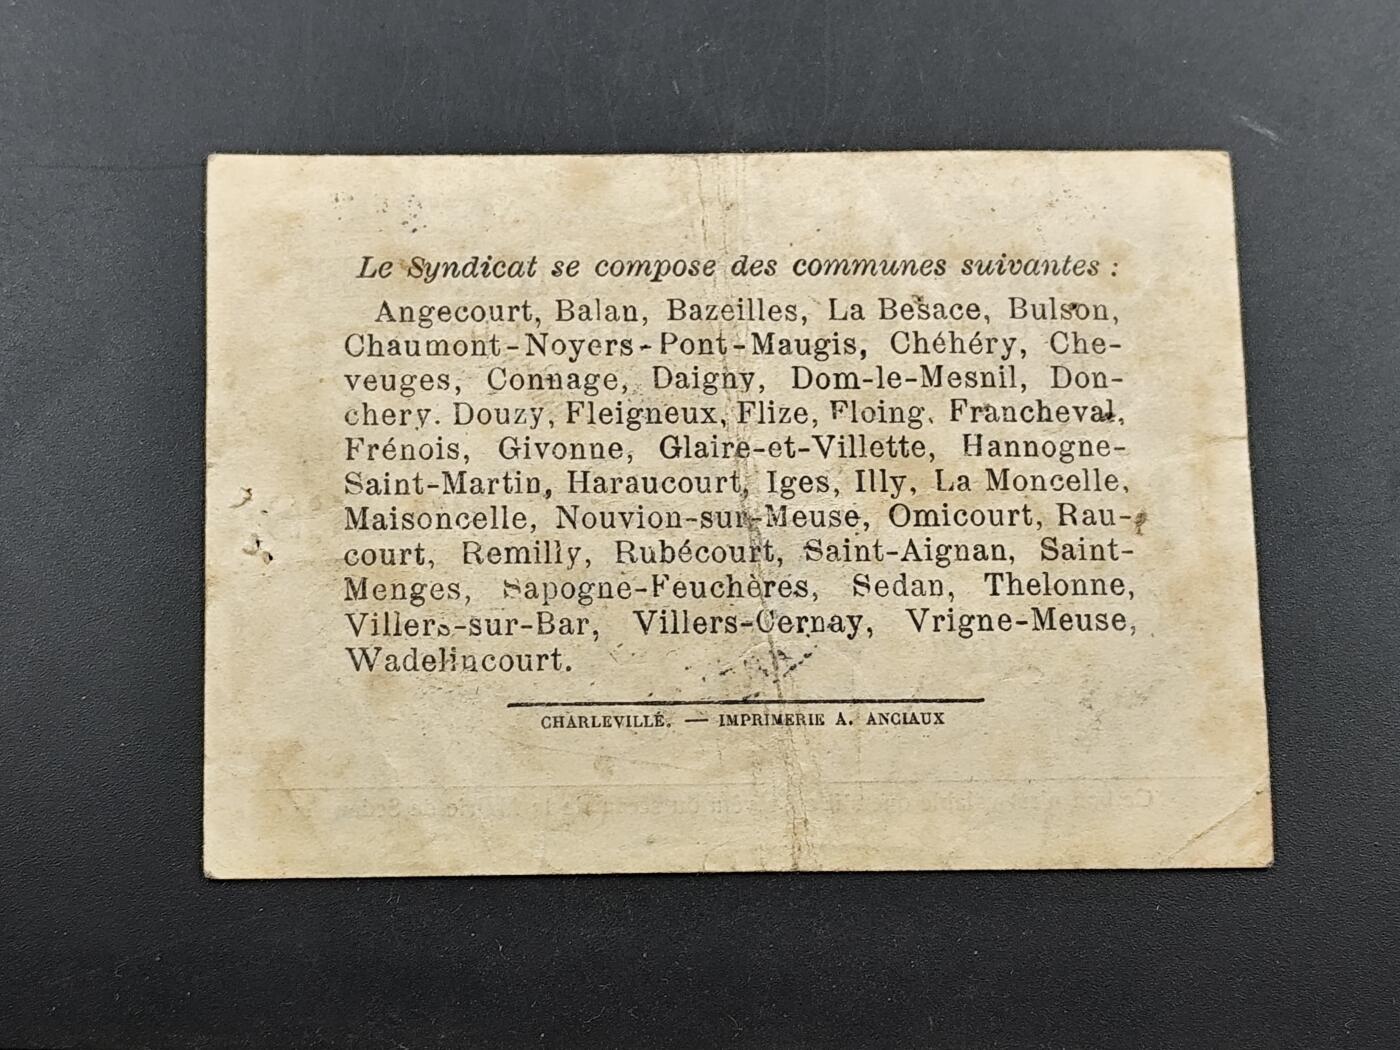 Le Syndicat se compose des communes suivantes :
Angecourt, Balan, Bazeilles, La Besace, Bulson,
Chaumont-Noyers-Pont-Maugis, Chéhéry, Che-
veuges, Connage, Daigny, Dom-le-Mesnil, Don-
chery. Douzy, Fleigneux, Flize, Floing, Francheval,
Frénois, Givonne, Glaire-et-Villette, Hannogne-
Saint-Martin, Haraucourt, Iges, Illy, La Moncelle,
Maisoncelle, Nouvion-sur-Meuse, Omicourt, Rau-
court, Remilly, Rubécourt, Saint-Aignan, Saint-
Menges, Sapogne-Feuchères, Sedan, Thelonne,
Villers-sur-Bar, Villers-Cernay, Vrigne-Meuse,
Wadelincourt.
CHARLEVILLE. — IMPRIMERIE A. ANCIAUX